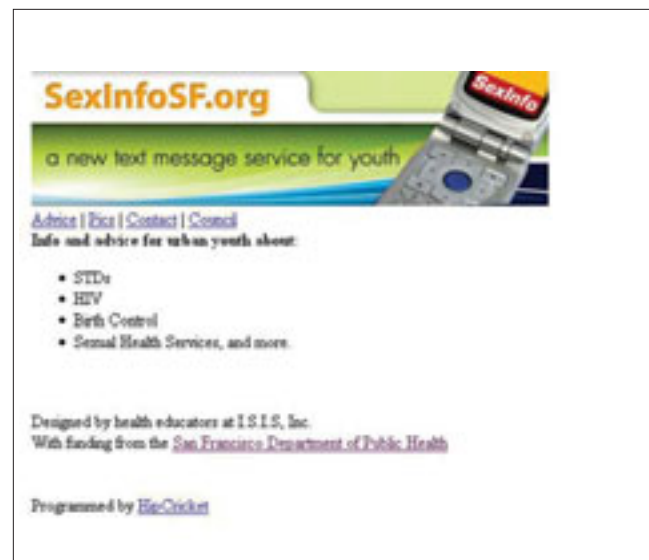 SexInfoSF.org
SexInfo
a new text message service for youth
Advice | Pics | Contact | Council
Info and advice for urban youth about:
• STDs
• HIV
• Birth Control
• Sexual Health Services, and more.
Designed by health educators at I.S.I.S, Inc.
With funding from the San Francisco Department of Public Health
Programmed by HipCricket